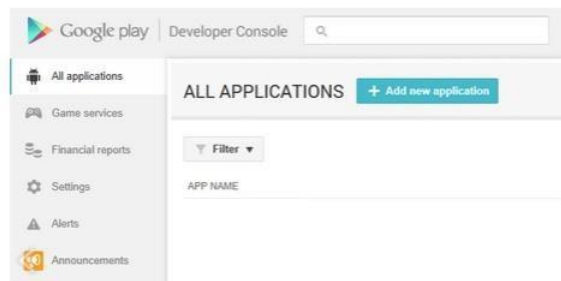 Google play Developer Console
All applications
Game services
Financial reports
Settings
Alerts
Announcements
ALL APPLICATIONS + Add new application
Filter
APP NAME